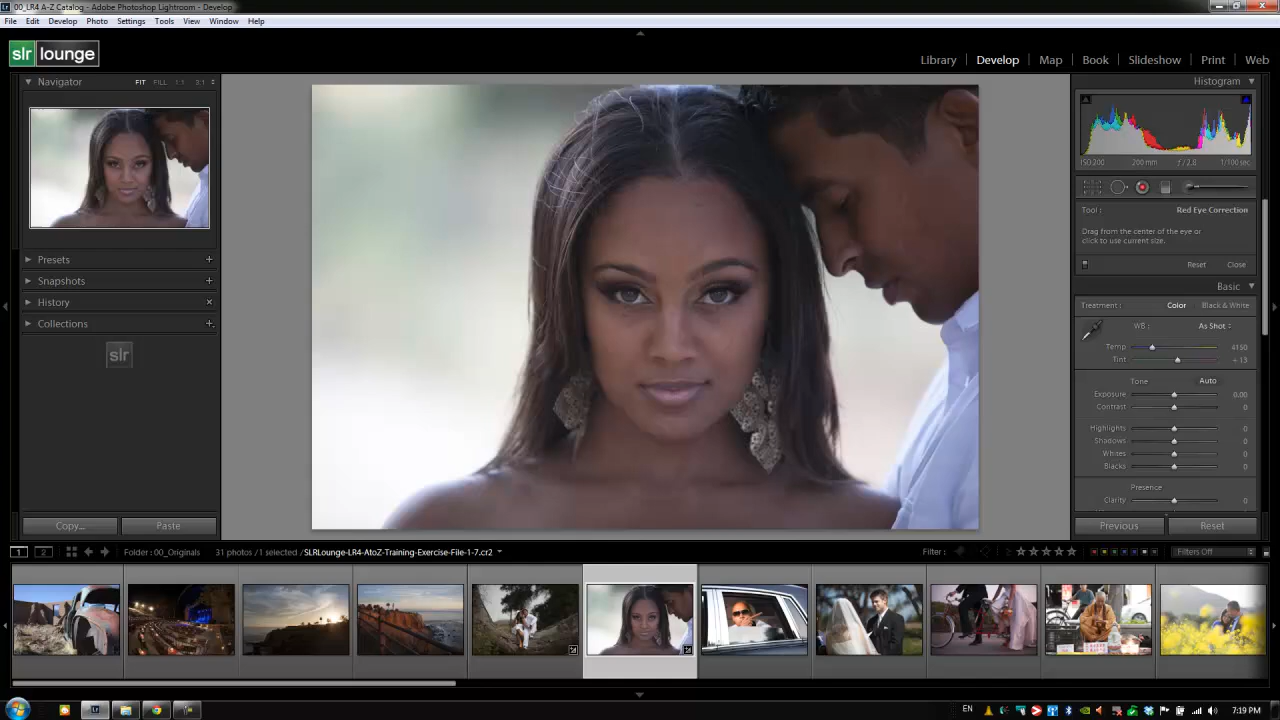 00_LR4 A-Z Catalog - Adobe Photoshop Lightroom - Develop
File Edit Develop Photo Settings Tools View Window Help
slr lounge
Library Develop Map Book Slideshow Print Web
Navigator FIT FILL 1:1
Histogram
ISO 200 200 mm ƒ / 2.8 1/100 sec
Tool : Red Eye Correction
Drag from the center of the eye or
click to use current size.
Reset Close
Presets
Snapshots
History
Collections
slr
Basic
Treatment : Color Black & White
WB : As Shot
Temp 4150
Tint + 13
Tone Auto
Exposure 0.00
Contrast 0
Highlights 0
Shadows 0
Whites 0
Blacks 0
Presence
Clarity 0
Copy... Paste
Previous Reset
1 2 Folder : 00_Originals 31 photos / 1 selected / SLRLounge-LR4-AtoZ-Training-Exercise-File-1-7.cr2 Filter : Filters Off
EN 7:19 PM